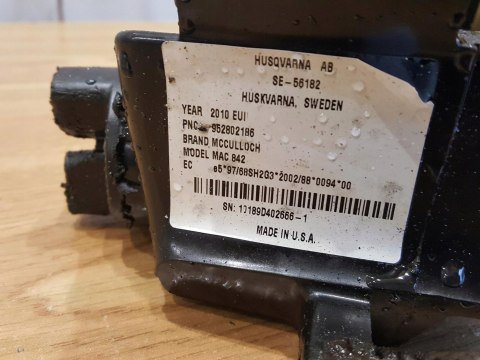 HUSQVARNA AB
SE-56182
HUSKVARNA, SWEDEN
YEAR 2010 EUI
PNC 952802186
BRAND MCCULLOCH
MODEL MAC 842
EC e5*97/68SH2G3*2002/88*0094*00
SN: 10189D402666-1
MADE IN U.S.A.